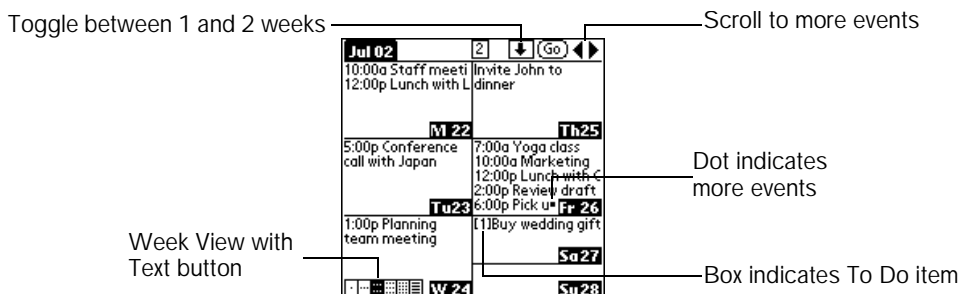 Toggle between 1 and 2 weeks
Scroll to more events
Jul 02
2
Go
10:00a Staff meeti
12:00p Lunch with L
M 22
Invite John to
dinner
Th25
5:00p Conference
call with Japan
Tu23
7:00a Yoga class
10:00a Marketing
12:00p Lunch with C
2:00p Review draft
6:00p Pick u
Fr 26
Dot indicates
more events
1:00p Planning
team meeting
W 24
[1]Buy wedding gift
Sa27
Su28
Week View with
Text button
Box indicates To Do item